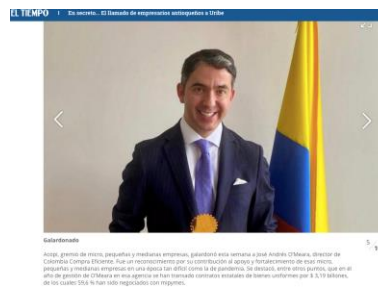 EL TIEMPO | En secreto... El llamado de empresarios antioqueños a Uribe
Galardonado
Acopi, gremio de micro, pequeñas y medianas empresas, galardonó esta semana a José Andrés O'Meara, director de
Colombia Compra Eficiente. Fue un reconocimiento por su contribución al apoyo y fortalecimiento de esas micro,
pequeñas y medianas empresas en una época tan difícil como la de pandemia. Se destacó, entre otros puntos, que en el
año de gestión de O'Meara en esa agencia se han transado contratos estatales de bienes uniformes por $ 3,19 billones,
de los cuales 59,6 % han sido negociados con mipymes.